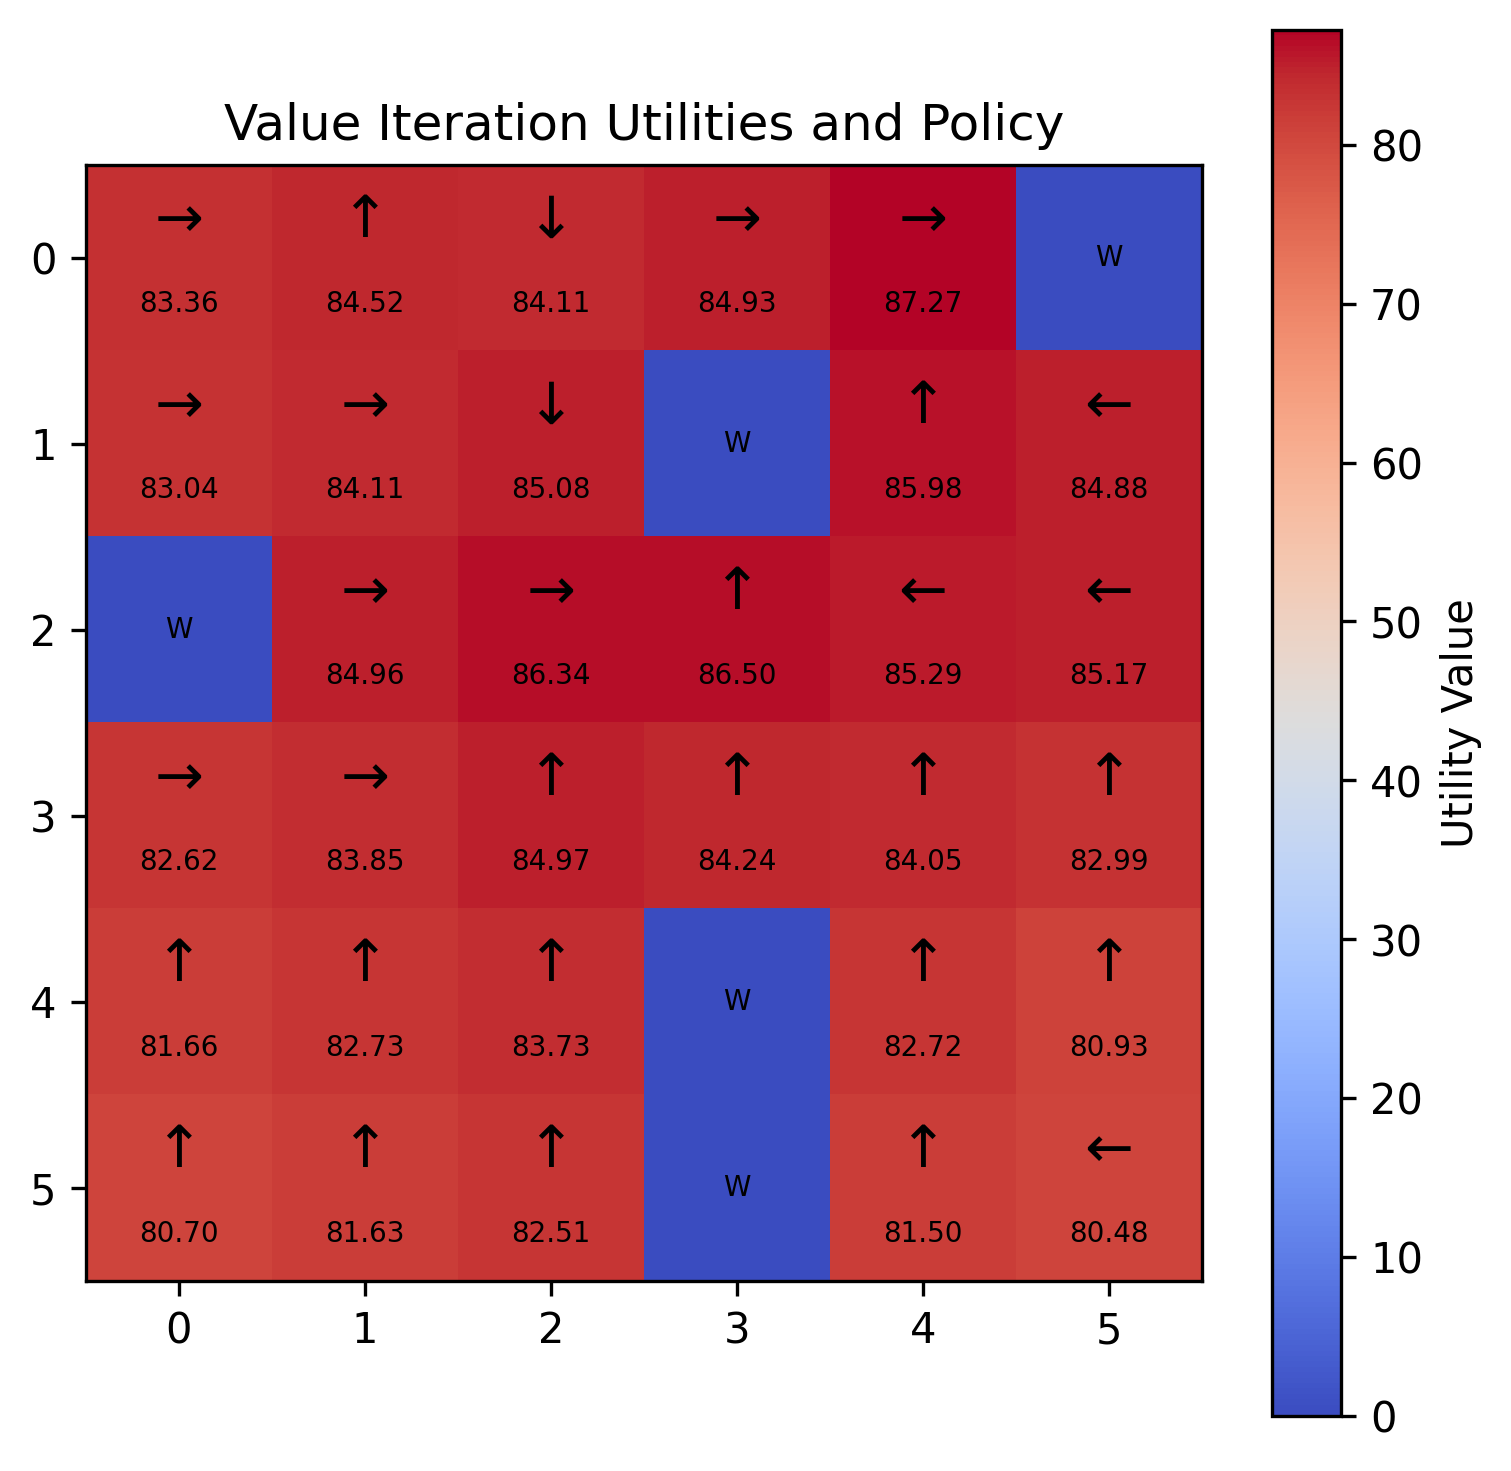 Value Iteration Utilities and Policy
0 → ↑ ↓ → → W
83.36 84.52 84.11 84.93 87.27
1 → → ↓ W ↑ ←
83.04 84.11 85.08 85.98 84.88
2 W → → ↑ ← ←
84.96 86.34 86.50 85.29 85.17
3 → → ↑ ↑ ↑ ↑
82.62 83.85 84.97 84.24 84.05 82.99
4 ↑ ↑ ↑ W ↑ ↑
81.66 82.73 83.73 82.72 80.93
5 ↑ ↑ ↑ W ↑ ←
80.70 81.63 82.51 81.50 80.48
0 1 2 3 4 5
80
70
60
50
40
30
20
10
0
Utility Value